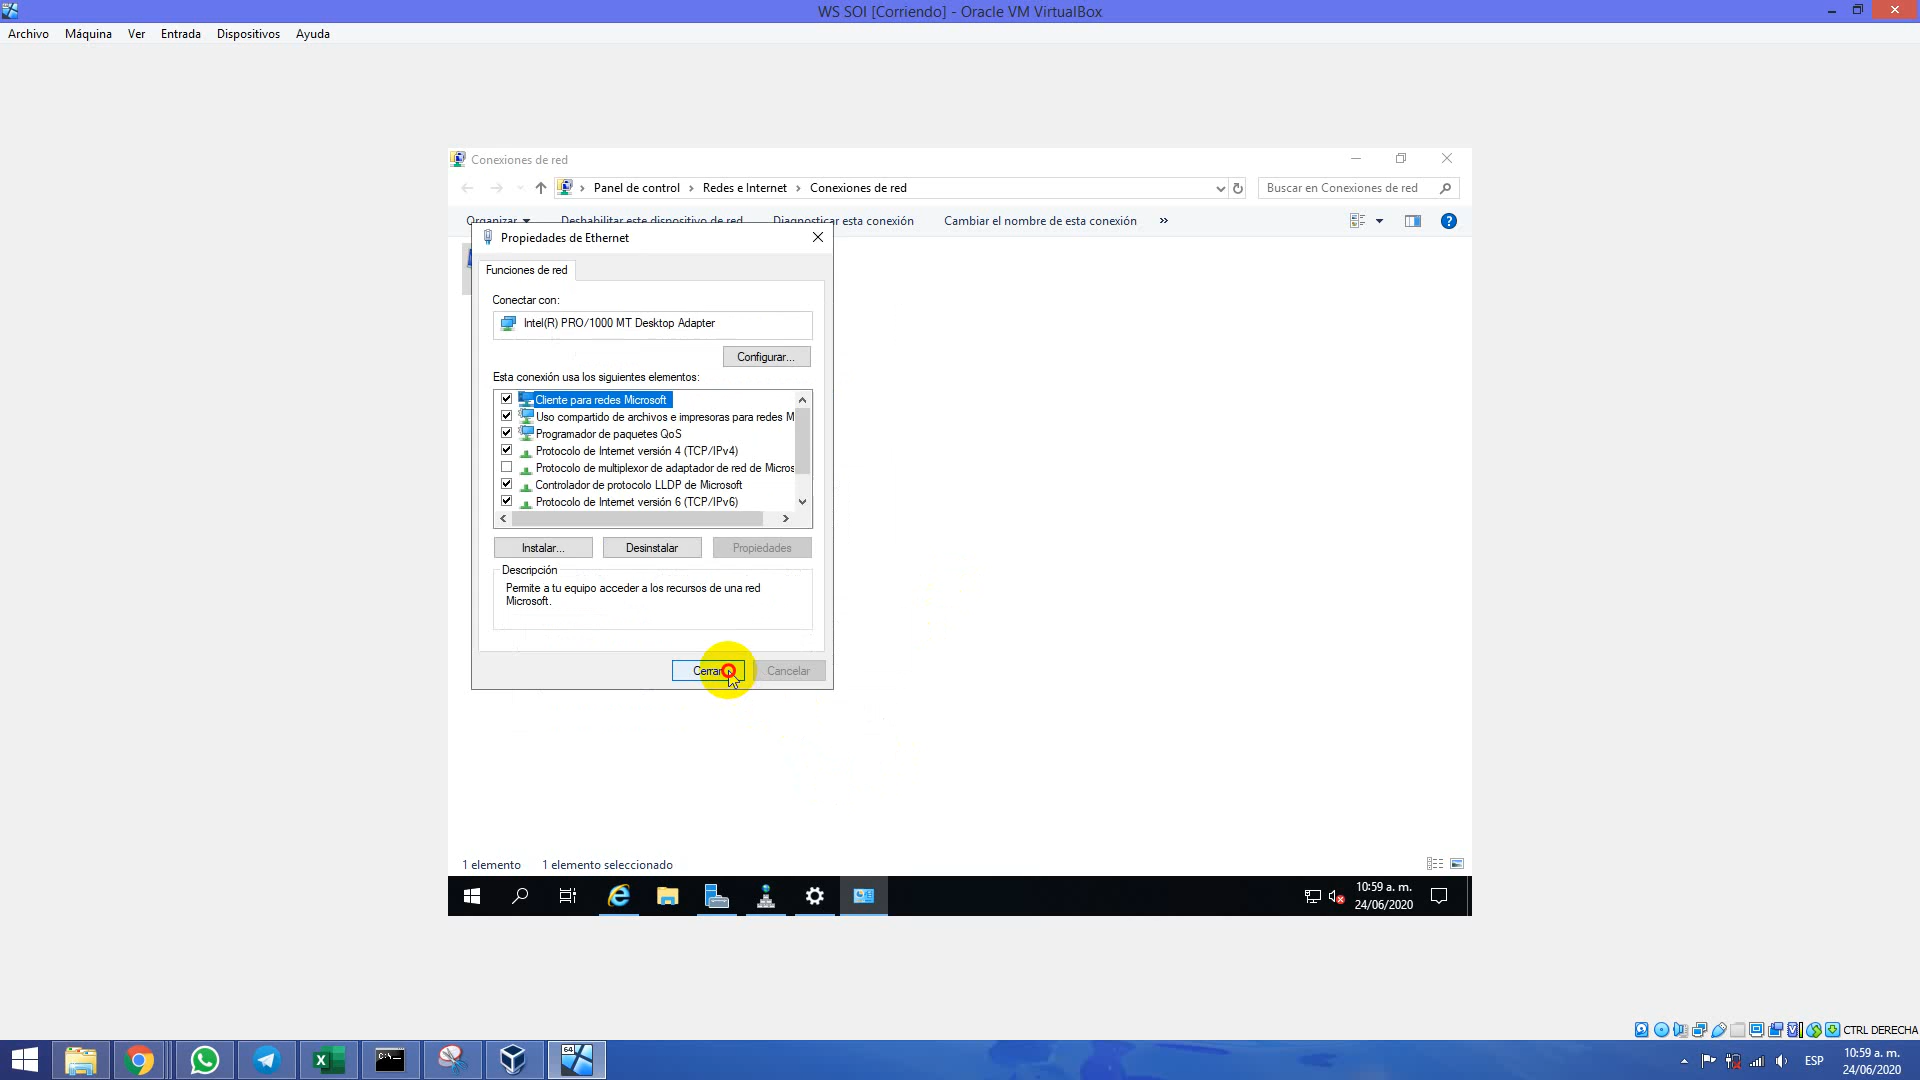 WS SOI [Corriendo] - Oracle VM VirtualBox
Archivo Máquina Ver Entrada Dispositivos Ayuda
Conexiones de red
Panel de control Redes e Internet Conexiones de red
Buscar en Conexiones de red
Organizar Deshabilitar este dispositivo de red Diagnosticar esta conexión Cambiar el nombre de esta conexión »
Propiedades de Ethernet
Funciones de red
Conectar con:
Intel(R) PRO/1000 MT Desktop Adapter
Configurar...
Esta conexión usa los siguientes elementos:
Cliente para redes Microsoft
Uso compartido de archivos e impresoras para redes M
Programador de paquetes QoS
Protocolo de Internet versión 4 (TCP/IPv4)
Protocolo de multiplexor de adaptador de red de Micros
Controlador de protocolo LLDP de Microsoft
Protocolo de Internet versión 6 (TCP/IPv6)
Instalar... Desinstalar Propiedades
Descripción
Permite a tu equipo acceder a los recursos de una red
Microsoft.
Cerrar Cancelar
1 elemento 1 elemento seleccionado
10:59 a. m.
24/06/2020
CTRL DERECHA
ESP
10:59 a. m.
24/06/2020